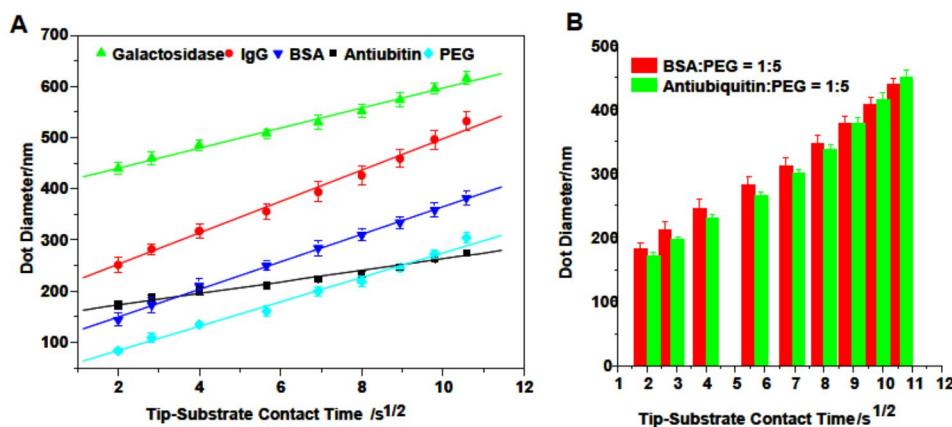 A
700
600
500
400
300
200
100
Dot Diameter/nm
Galactosidase IgG BSA Antiubitin PEG
2 4 6 8 10 12
Tip-Substrate Contact Time /s1/2
B
500
400
300
200
100
0
Dot Diameter/nm
BSA:PEG = 1:5
Antiubiquitin:PEG = 1:5
1 2 3 4 5 6 7 8 9 10 11 12
Tip-Substrate Contact Time/s1/2